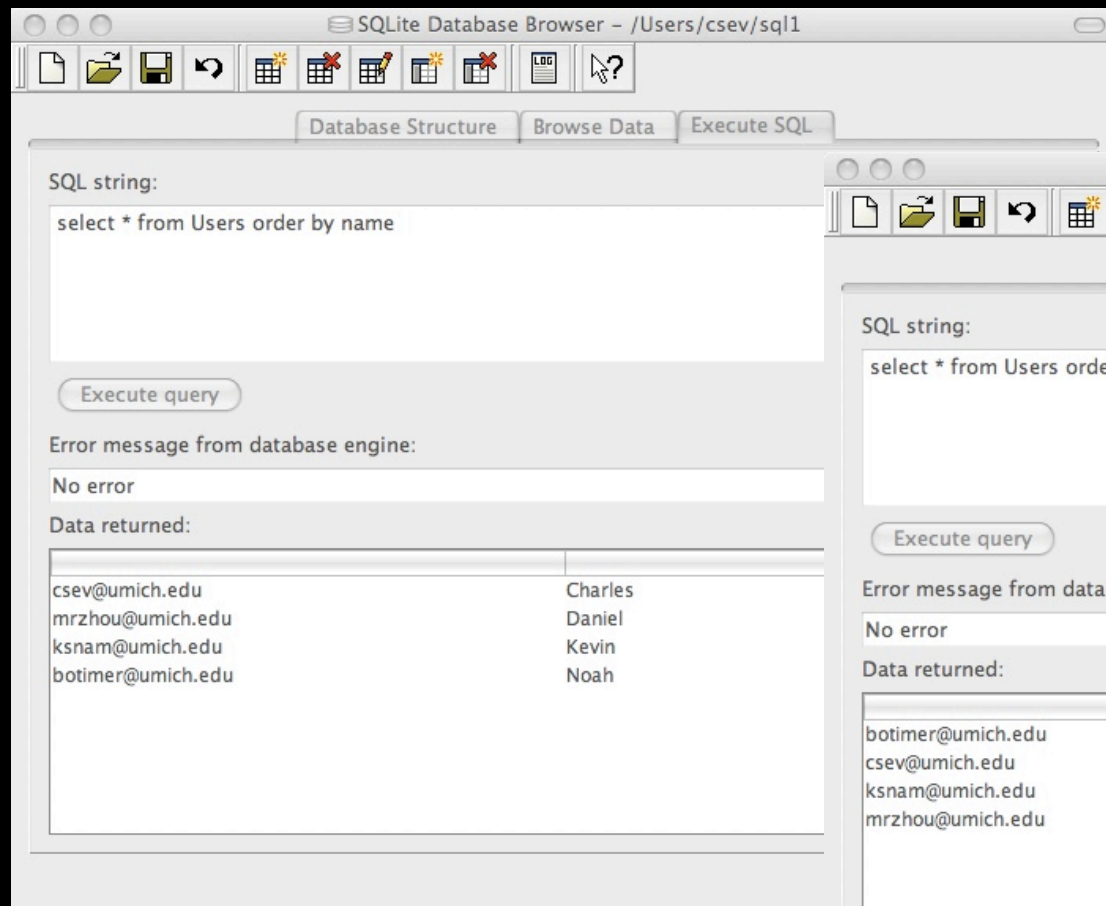 SQLite Database Browser – /Users/csev/sql1
LOG
?
Database Structure Browse Data Execute SQL
SQL string:
select * from Users order by name
Execute query
Error message from database engine:
No error
Data returned:
csev@umich.edu Charles
mrzhou@umich.edu Daniel
ksnam@umich.edu Kevin
botimer@umich.edu Noah
SQL string:
select * from Users orde
Execute query
Error message from data
No error
Data returned:
botimer@umich.edu
csev@umich.edu
ksnam@umich.edu
mrzhou@umich.edu